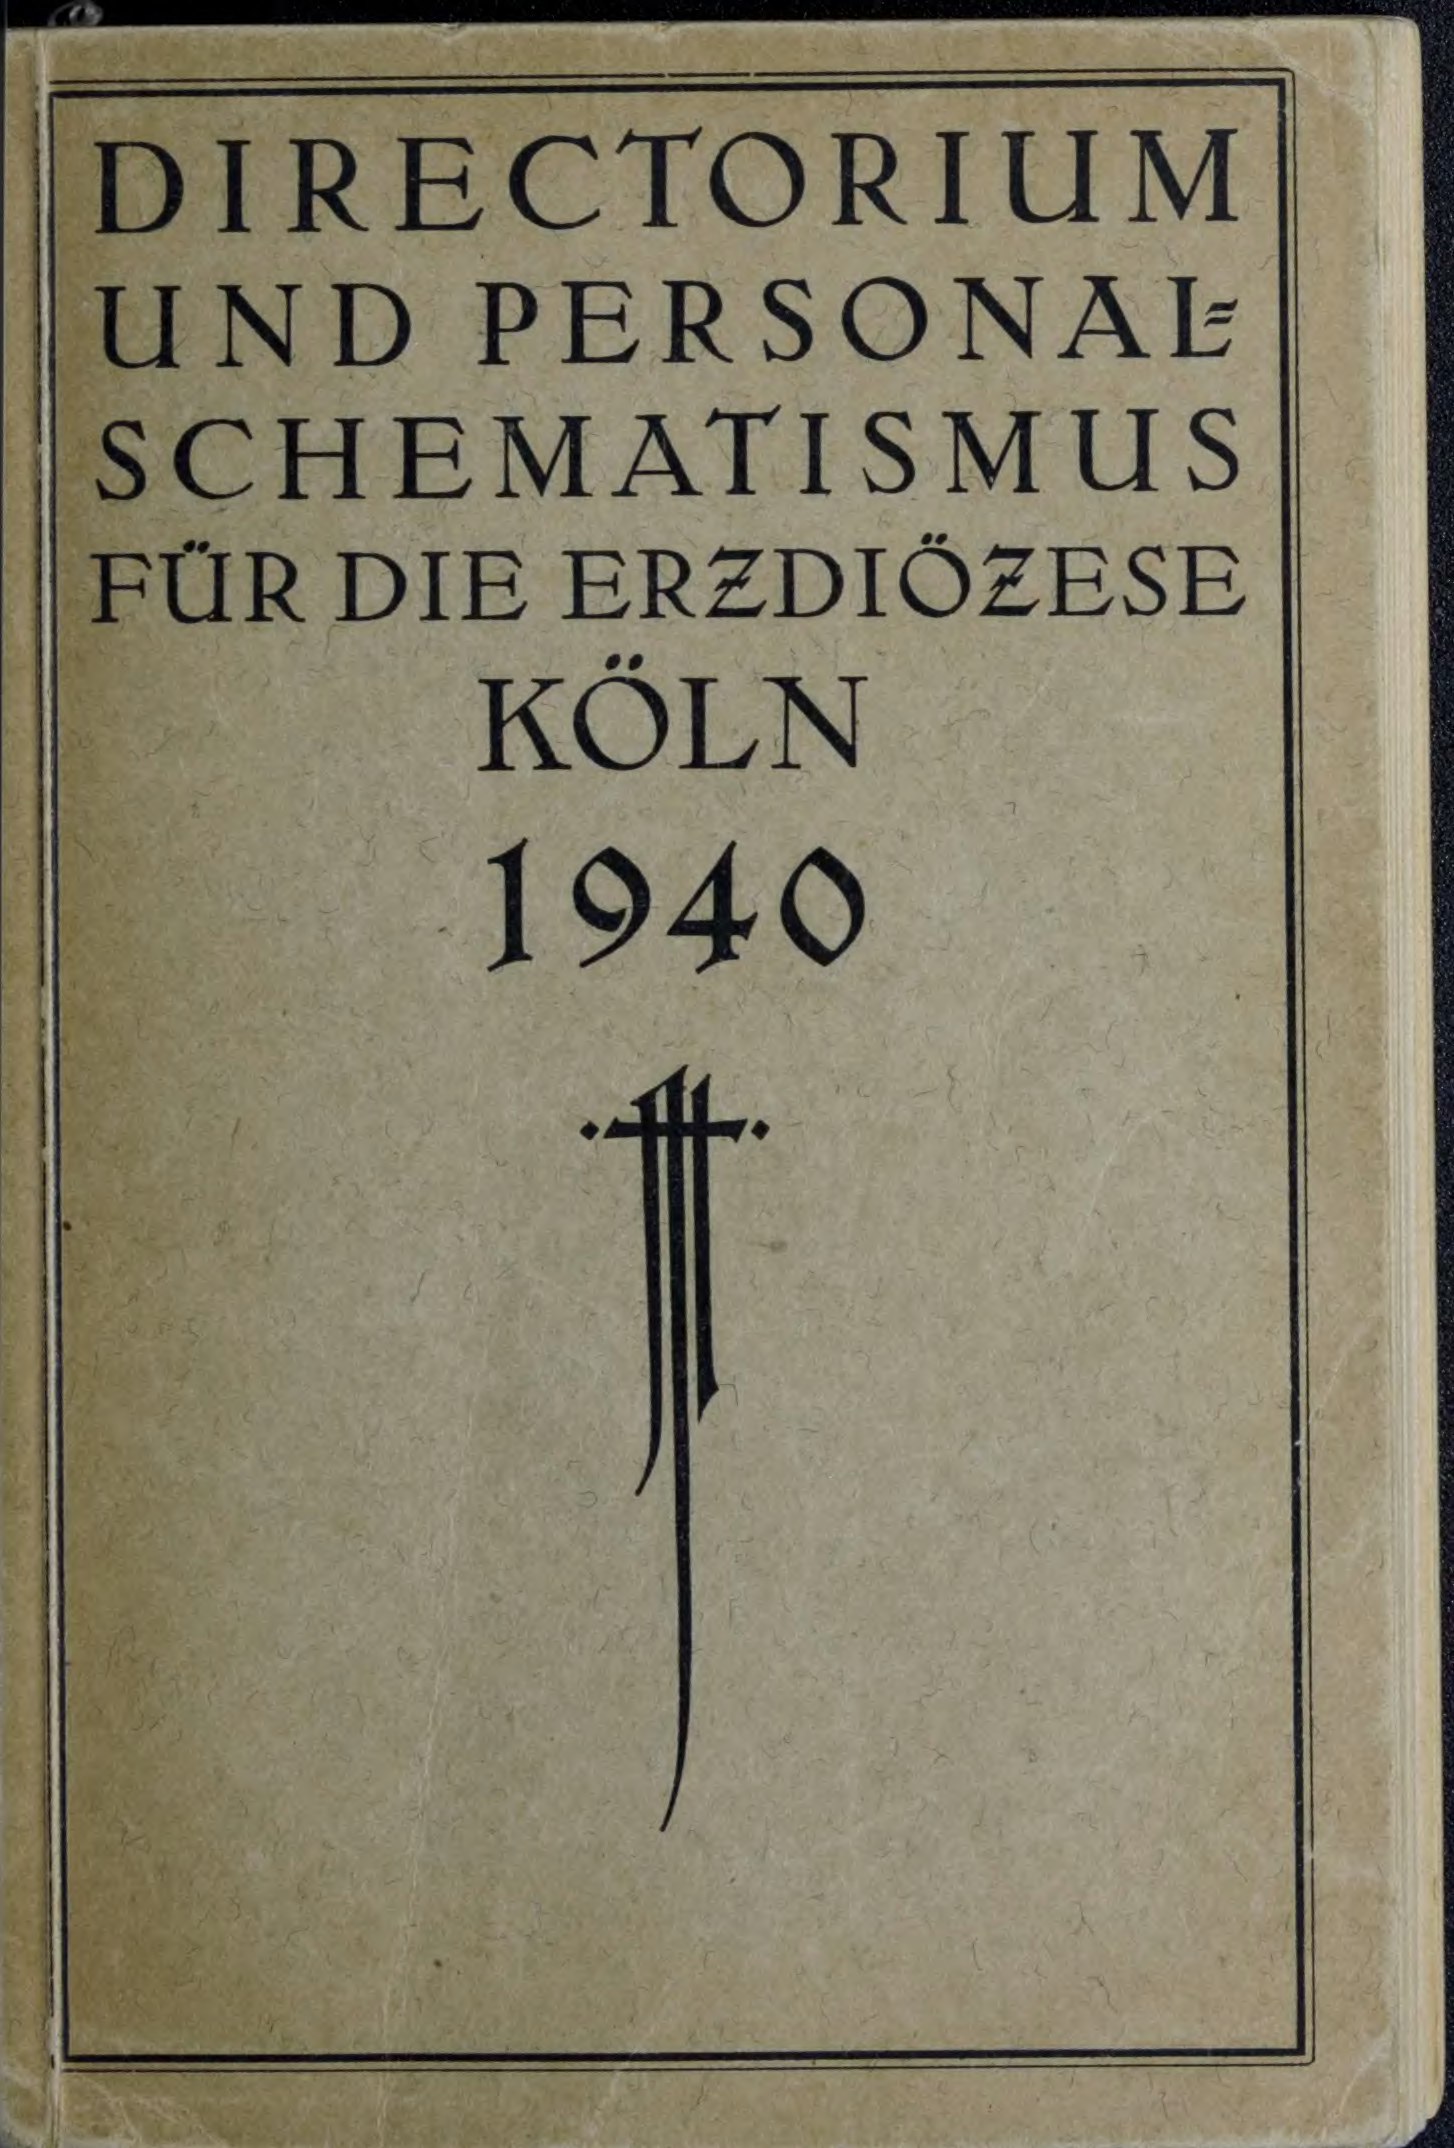 DIRECTORIUM
UND PERSONAL=
SCHEMATISMUS
FÜR DIE ERZDIÖZESE
KÖLN
1940